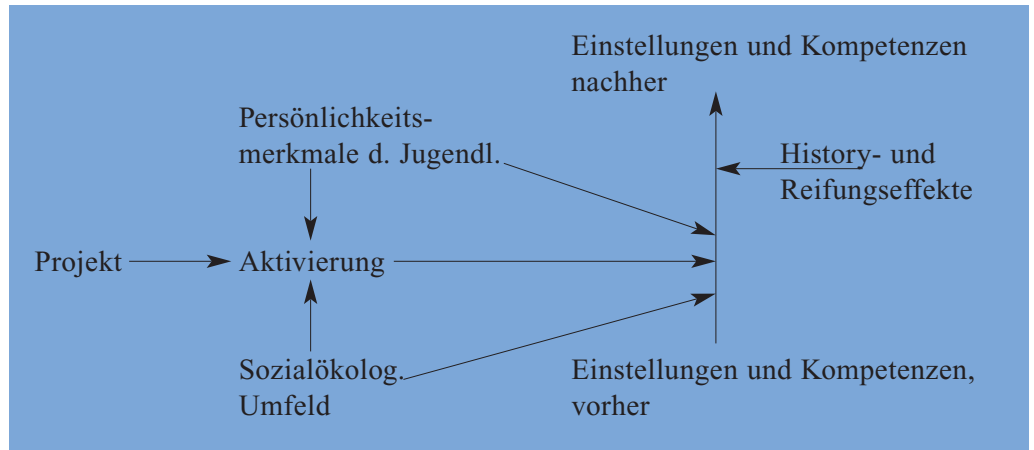 Einstellungen und Kompetenzen
nachher
Persönlichkeits-
merkmale d. Jugendl.
History- und
Reifungseffekte
Projekt
Aktivierung
Sozialökolog.
Umfeld
Einstellungen und Kompetenzen,
vorher